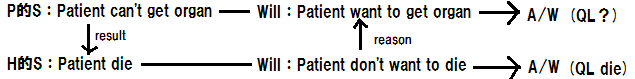 P的S：Patient can't get organ Will：Patient want to get organ A/W (QL？)
result reason
H的S：Patient die Will：Patient don't want to die A/W (QL die)